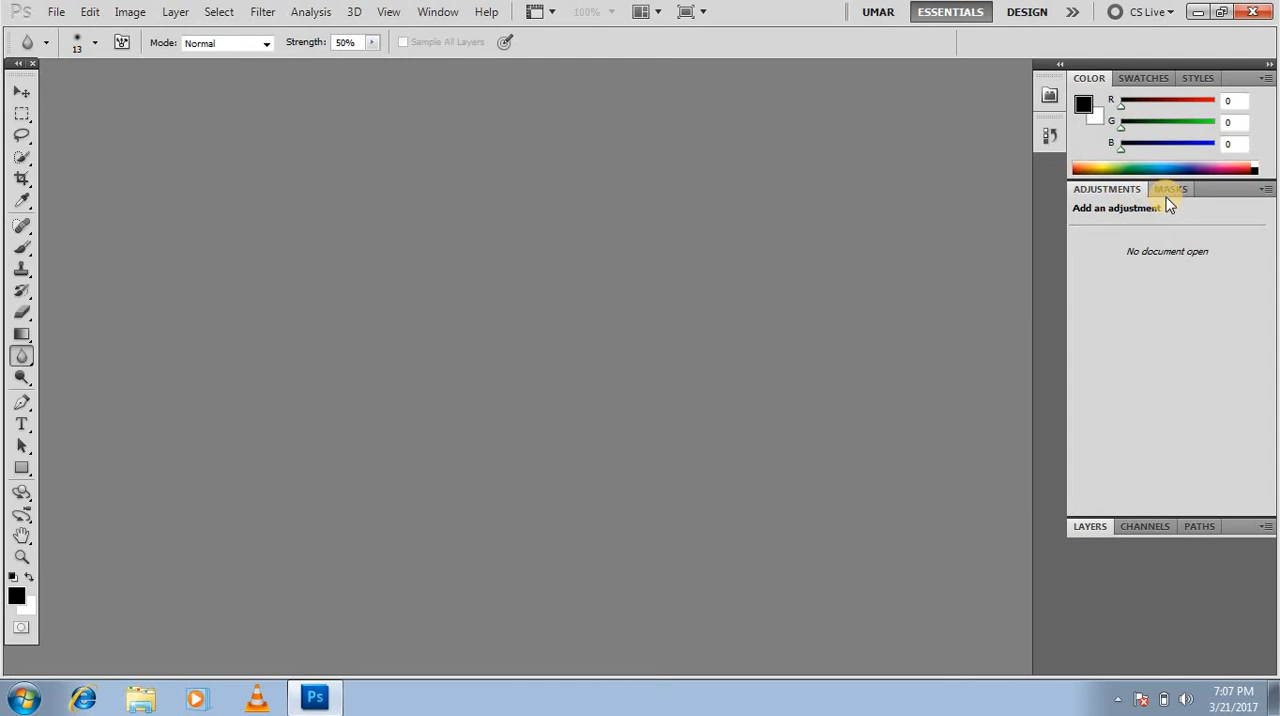 Ps File Edit Image Layer Select Filter Analysis 3D View Window Help 100% UMAR ESSENTIALS DESIGN CS Live
13 Mode: Normal Strength: 50% Sample All Layers
COLOR SWATCHES STYLES
R 0
G 0
B 0
ADJUSTMENTS MASKS
Add an adjustment
No document open
LAYERS CHANNELS PATHS
T
Ps 7:07 PM
3/21/2017